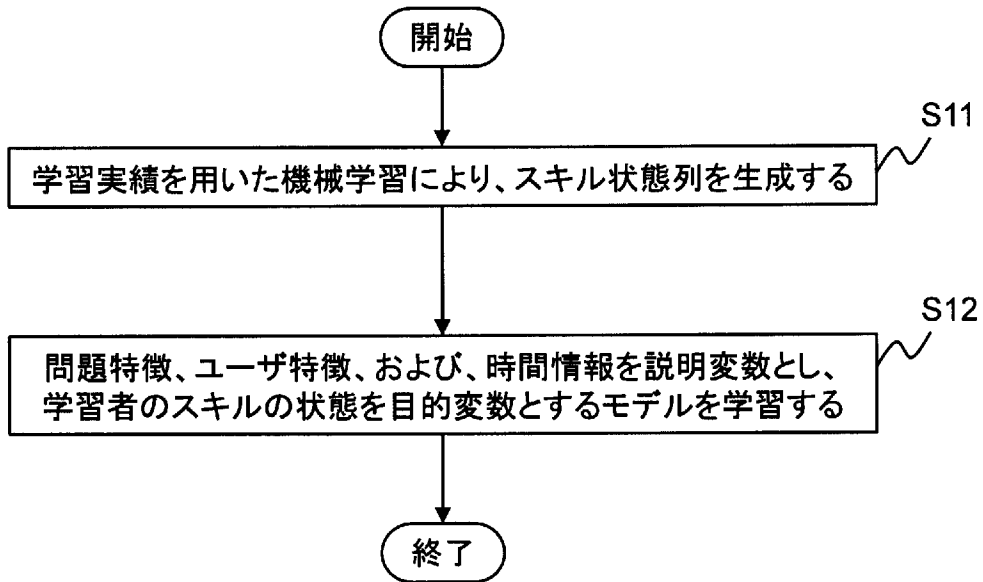 開始
S11
学習実績を用いた機械学習により、スキル状態列を生成する
S12
問題特徴、ユーザ特徴、および、時間情報を説明変数とし、
学習者のスキルの状態を目的変数とするモデルを学習する
終了